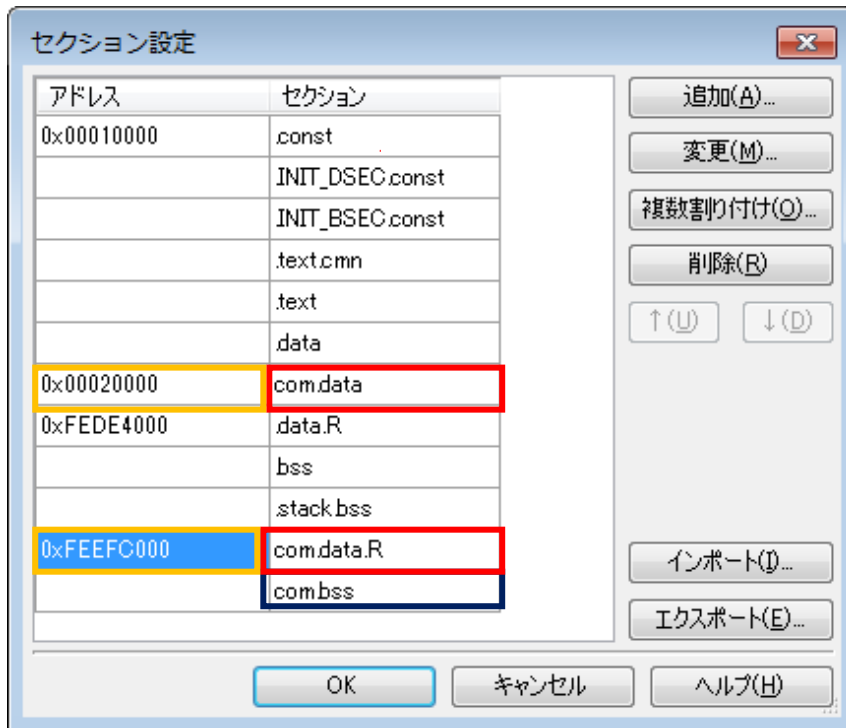 セクション設定
アドレス セクション
0x00010000 .const
.INIT_DSEC.const
.INIT_BSEC.const
.text.cmn
.text
.data
0x00020000 com.data
0xFEDE4000 .data.R
.bss
.stack.bss
0xFEEFC000 com.data.R
com.bss
追加(A)...
変更(M)...
複数割り付け(O)...
削除(R)
↑(U) ↓(D)
インポート(I)...
エクスポート(E)...
OK キャンセル ヘルプ(H)